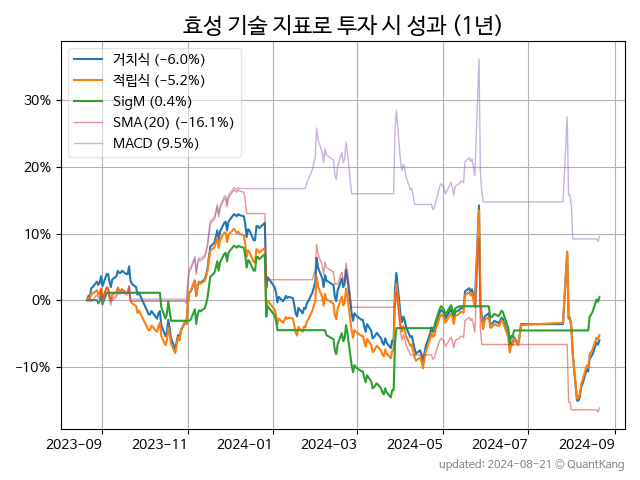 효성 기술 지표로 투자 시 성과 (1년)
거치식 (-6.0%)
적립식 (-5.2%)
SigM (0.4%)
SMA(20) (-16.1%)
MACD (9.5%)
30%
20%
10%
0%
-10%
2023-09 2023-11 2024-01 2024-03 2024-05 2024-07 2024-09
updated: 2024-08-21 © QuantKang